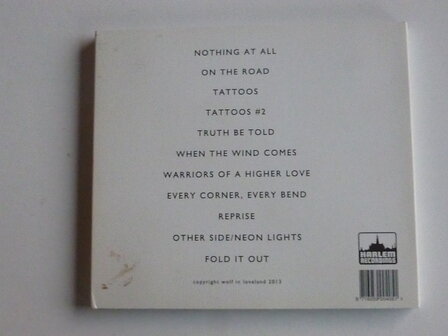 NOTHING AT ALL
ON THE ROAD
TATTOOS
TATTOOS #2
TRUTH BE TOLD
WHEN THE WIND COMES
WARRIORS OF A HIGHER LOVE
EVERY CORNER, EVERY BEND
REPRISE
OTHER SIDE/NEON LIGHTS
FOLD IT OUT
HARLEM
RECORDINGS
copyright wolf in loveland 2013